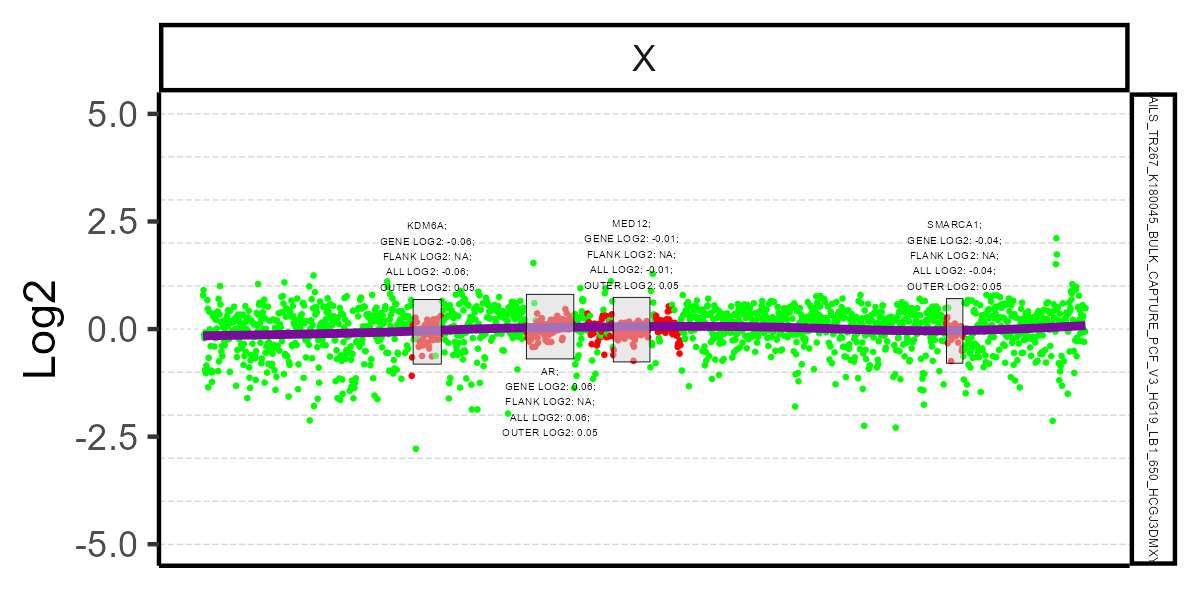 X
Log2
5.0
2.5
0.0
-2.5
-5.0
KDM6A;
GENE LOG2: -0.06;
FLANK LOG2: NA;
ALL LOG2: -0.06;
OUTER LOG2: 0.05
MED12;
GENE LOG2: -0.01;
FLANK LOG2: NA;
ALL LOG2: -0.01;
OUTER LOG2: 0.05
SMARCA1;
GENE LOG2: -0.04;
FLANK LOG2: NA;
ALL LOG2: -0.04;
OUTER LOG2: 0.05
AR;
GENE LOG2: 0.06;
FLANK LOG2: NA;
ALL LOG2: 0.06;
OUTER LOG2: 0.05
AILS_TR267_K180045_BULK_CAPTURE_PCF_V3_HG19_LB1_650_HCGJ3DMXY